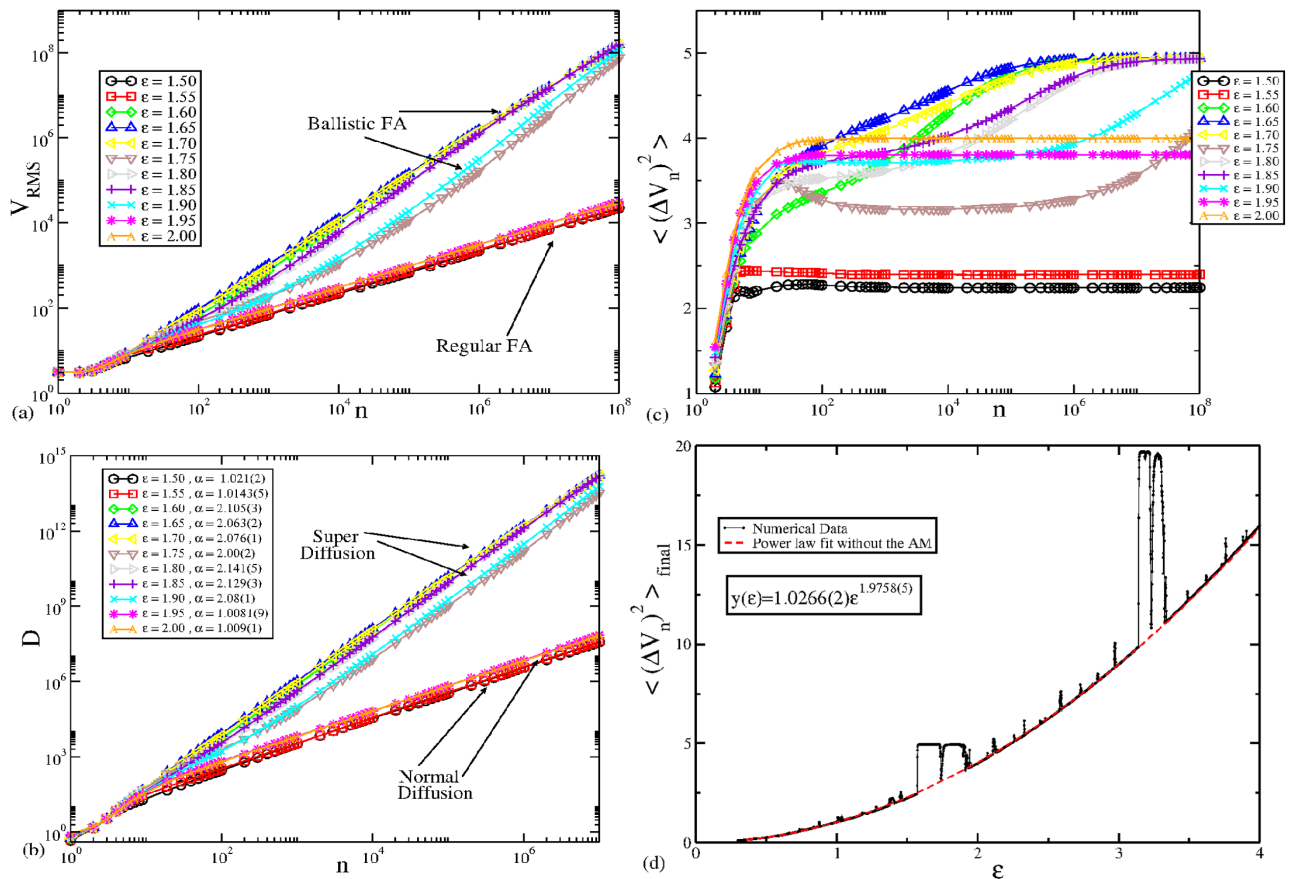 10^8
10^6
10^4
10^2
10^0
V_RMS
ε = 1.50
ε = 1.55
ε = 1.60
ε = 1.65
ε = 1.70
ε = 1.75
ε = 1.80
ε = 1.85
ε = 1.90
ε = 1.95
ε = 2.00
Ballistic FA
Regular FA
10^0
10^2
10^4
10^6
10^8
n
(a)
5
4
3
2
1
< (ΔV_n)^2 >
ε = 1.50
ε = 1.55
ε = 1.60
ε = 1.65
ε = 1.70
ε = 1.75
ε = 1.80
ε = 1.85
ε = 1.90
ε = 1.95
ε = 2.00
10^0
10^2
10^4
10^6
10^8
n
(c)
10^15
10^12
10^9
10^6
10^3
10^0
D
ε = 1.50 , α = 1.021(2)
ε = 1.55 , α = 1.0143(5)
ε = 1.60 , α = 2.105(3)
ε = 1.65 , α = 2.063(2)
ε = 1.70 , α = 2.076(1)
ε = 1.75 , α = 2.00(2)
ε = 1.80 , α = 2.141(5)
ε = 1.85 , α = 2.129(3)
ε = 1.90 , α = 2.08(1)
ε = 1.95 , α = 1.0081(9)
ε = 2.00 , α = 1.009(1)
Super
Diffusion
Normal
Diffusion
10^0
10^2
10^4
10^6
n
(b)
20
15
10
5
0
< (ΔV_n)^2 >_final
Numerical Data
Power law fit without the AM
y(ε)=1.0266(2)ε^1.9758(5)
0
1
2
3
4
ε
(d)